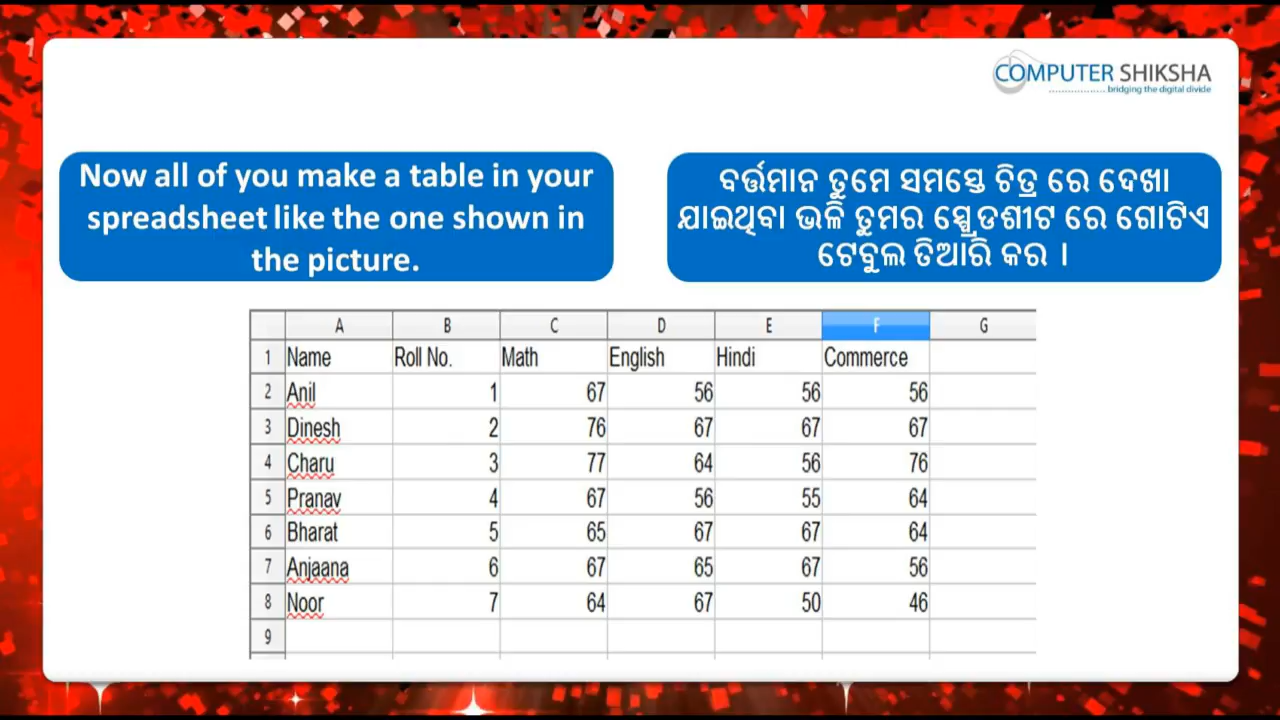 COMPUTER SHIKSHA
bridging the digital divide
Now all of you make a table in your
spreadsheet like the one shown in
the picture.
ବର୍ତ୍ତମାନ ତୁମେ ସମସ୍ତେ ଚିତ୍ର ରେ ଦେଖା
ଯାଇଥିବା ଭଳି ତୁମର ସ୍ପ୍ରେଡଶୀଟ ରେ ଗୋଟିଏ
ଟେବୁଲ ତିଆରି କର ।
A B C D E F G
1 Name Roll No. Math English Hindi Commerce
2 Anil 1 67 56 56 56
3 Dinesh 2 76 67 67 67
4 Charu 3 77 64 56 76
5 Pranav 4 67 56 55 64
6 Bharat 5 65 67 67 64
7 Anjaana 6 67 65 67 56
8 Noor 7 64 67 50 46
9